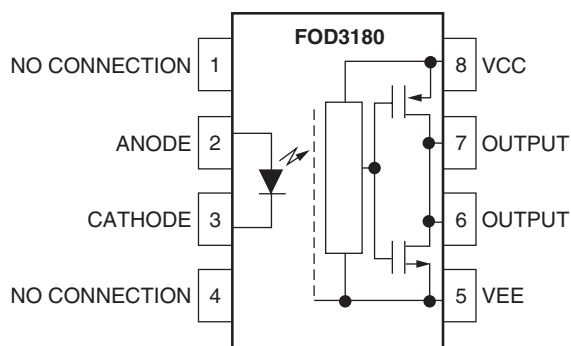 FOD3180
NO CONNECTION 1
8 VCC
ANODE 2
7 OUTPUT
CATHODE 3
6 OUTPUT
NO CONNECTION 4
5 VEE